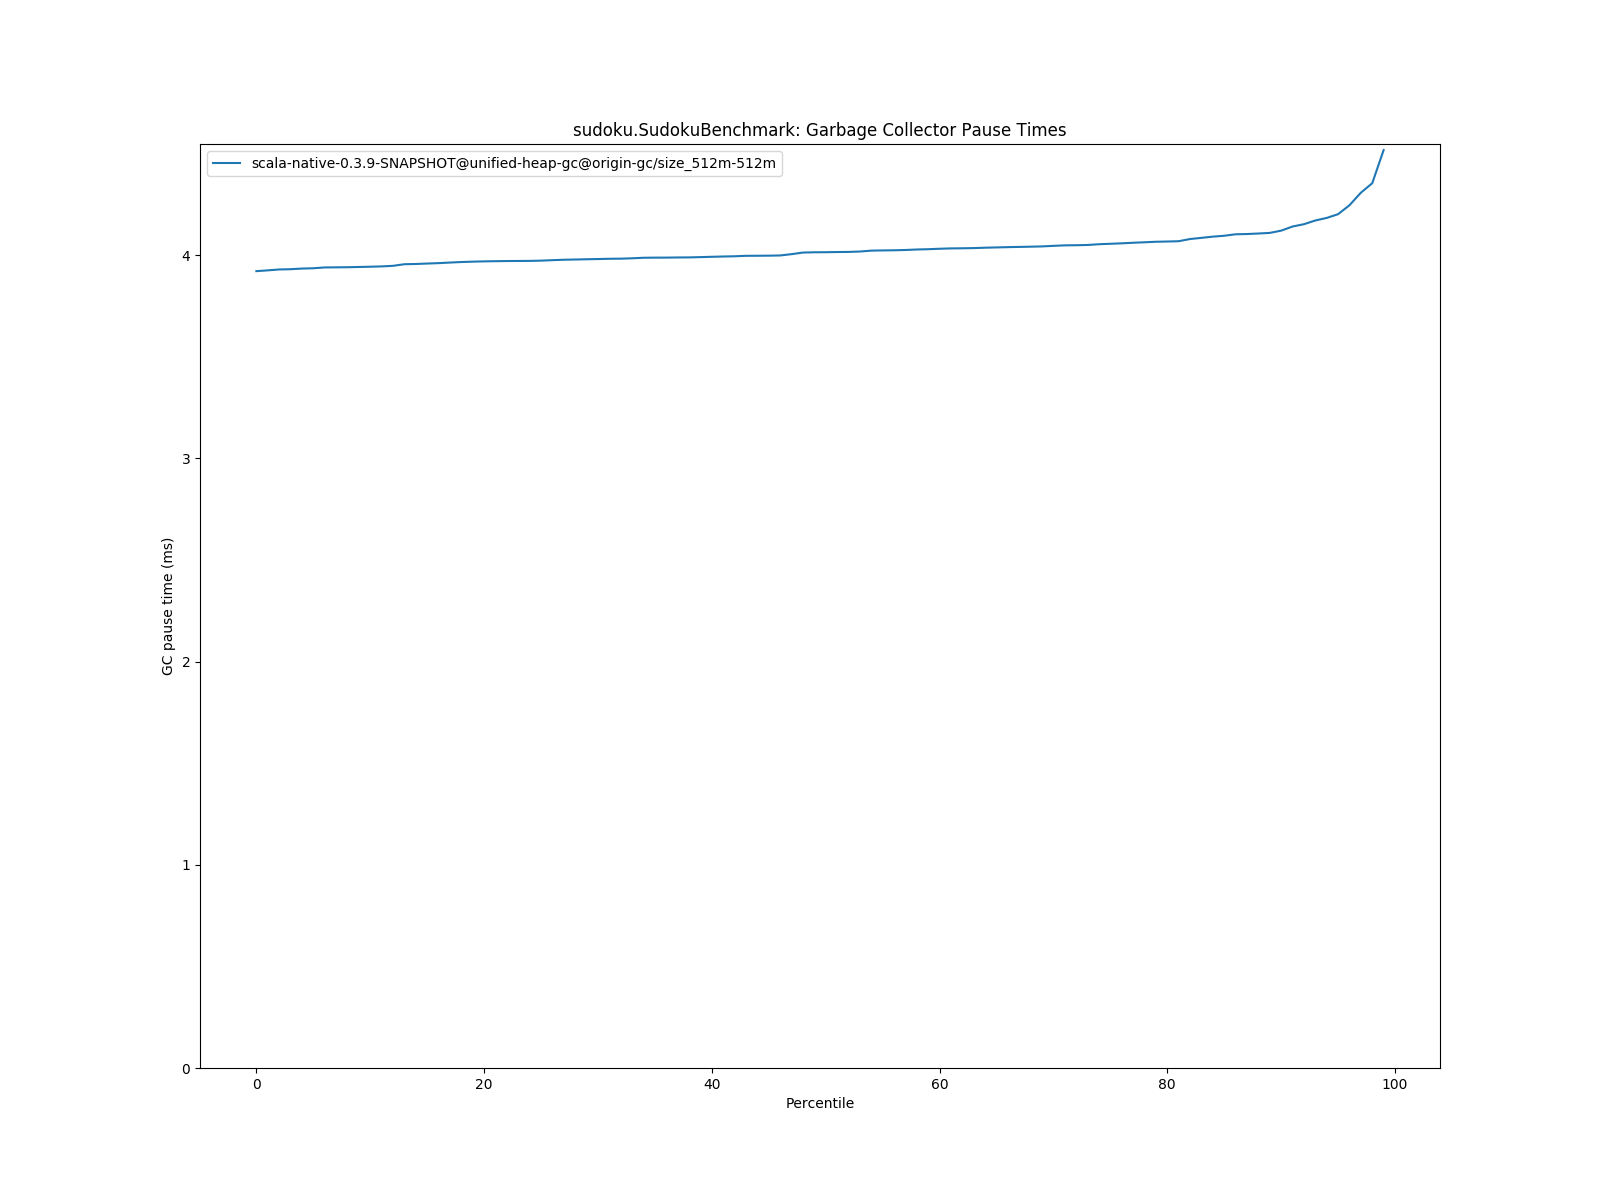 sudoku.SudokuBenchmark: Garbage Collector Pause Times
scala-native-0.3.9-SNAPSHOT@unified-heap-gc@origin-gc/size_512m-512m
4
3
2
1
0
GC pause time (ms)
0 20 40 60 80 100
Percentile